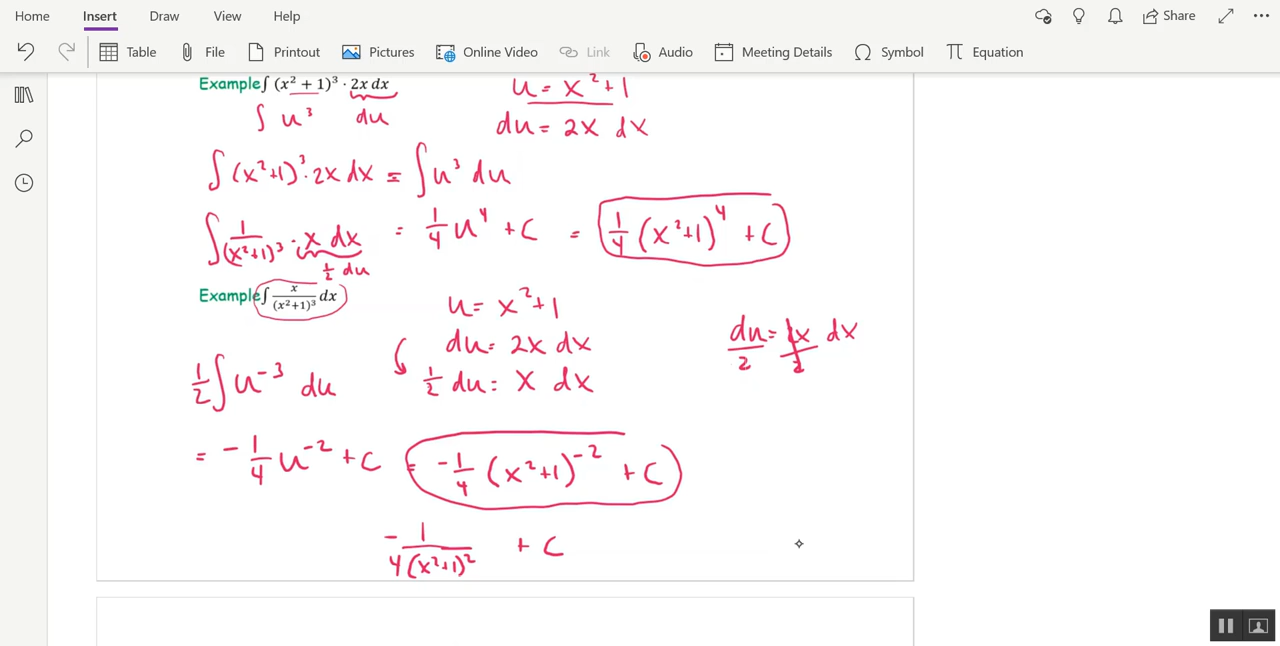 Home Insert Draw View Help Share
Table File Printout Pictures Online Video Link Audio Meeting Details Symbol Equation
Example ∫ (x² + 1)³ · 2x dx u = x²+1
∫ u³ du du = 2x dx
∫ (x²+1)³ · 2x dx = ∫ u³ du
= 1/4 u⁴ + C = 1/4 (x²+1)⁴ + C
∫ 1/(x²+1)³ · x dx
1/2 du
Example ∫ x/(x²+1)³ dx u = x²+1
du = 2x dx du/2 = 2x/2 dx
1/2 ∫ u⁻³ du 1/2 du = x dx
= -1/4 u⁻² + C = -1/4 (x²+1)⁻² + C
-1/4(x²+1)² + C